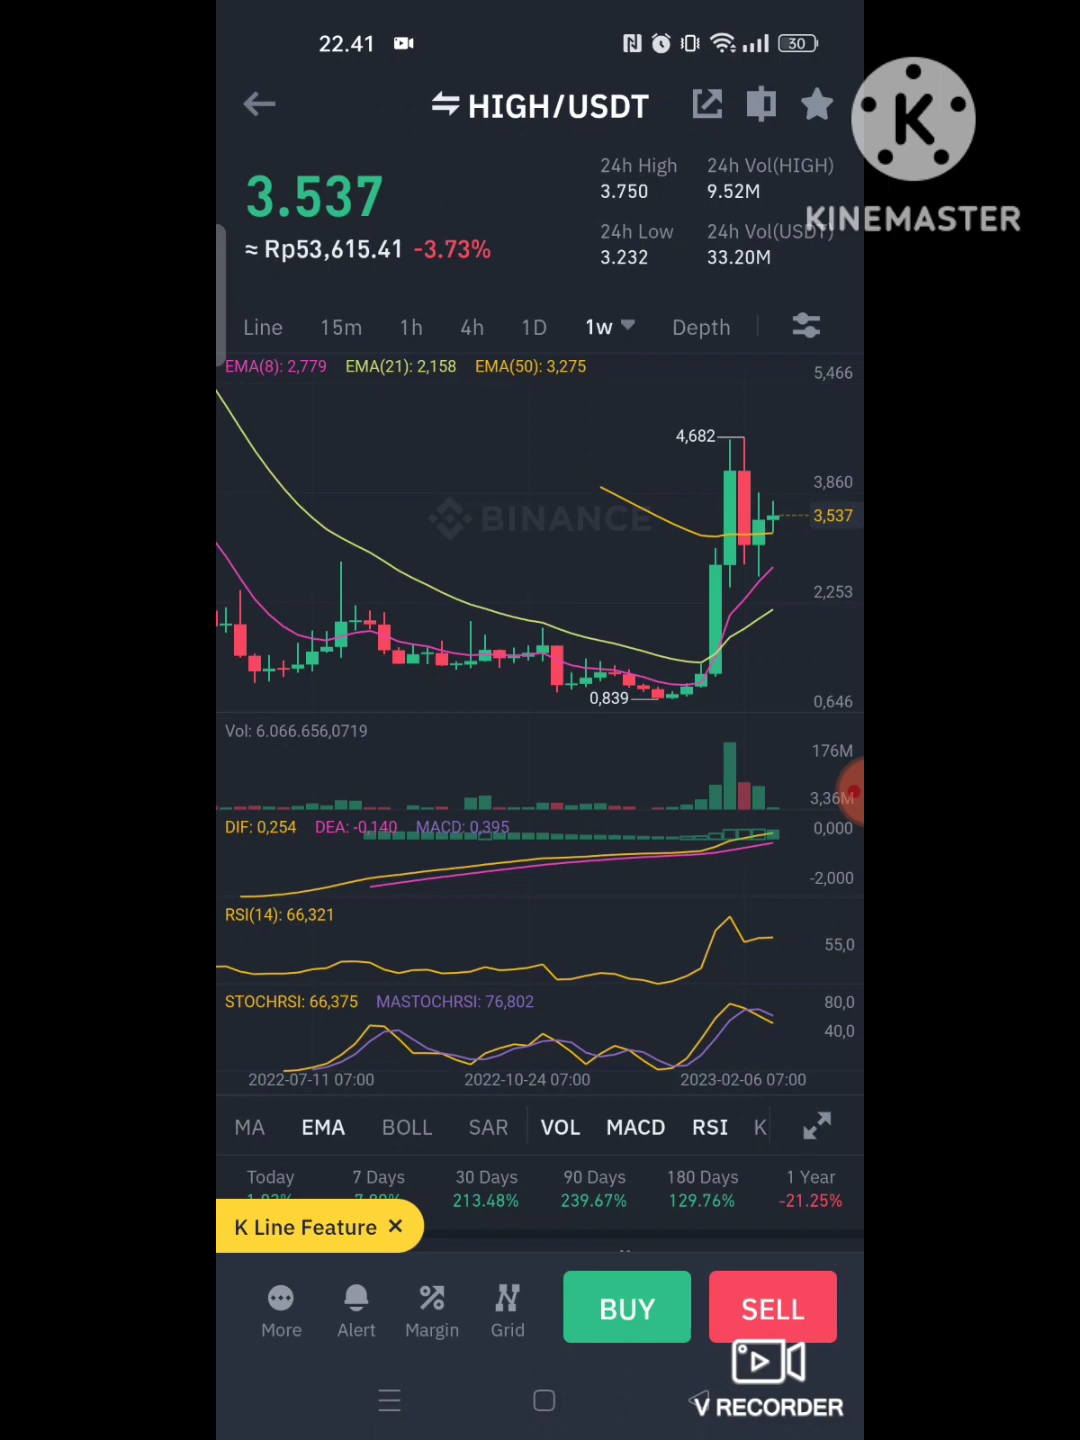 22.41
30
HIGH/USDT
K
KINEMASTER
3.537
≈ Rp53,615.41 -3.73%
24h High
3.750
24h Vol(HIGH)
9.52M
24h Low
3.232
24h Vol(USDT)
33.20M
Line 15m 1h 4h 1D 1w Depth
EMA(8): 2,779 EMA(21): 2,158 EMA(50): 3,275
5,466
4,682
3,860
BINANCE
3,537
2,253
0,839
0,646
Vol: 6.066.656,0719
176M
3,36M
DIF: 0,254 DEA: -0,140 MACD: 0,395
0,000
-2,000
RSI(14): 66,321
55,0
STOCHRSI: 66,375 MASTOCHRSI: 76,802
80,0
40,0
2022-07-11 07:00 2022-10-24 07:00 2023-02-06 07:00
MA EMA BOLL SAR VOL MACD RSI K
Today 7 Days 30 Days 90 Days 180 Days 1 Year
213.48% 239.67% 129.76% -21.25%
K Line Feature ×
More Alert Margin Grid
BUY
SELL
V RECORDER